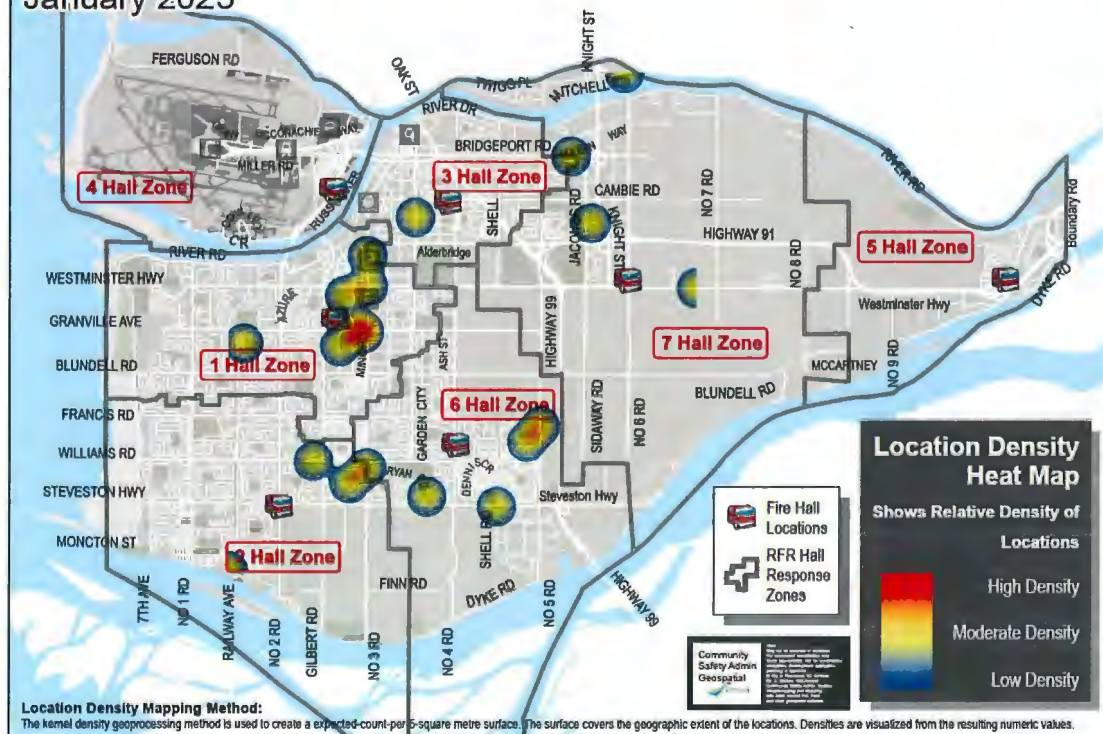 January 2025
FERGUSON RD
OAK ST
KNIGHT ST
TWIGG PL
MITCHELL
RIVER DR
WAY
MILLER RD
BRIDGEPORT RD
4 Hall Zone
3 Hall Zone
CAMBIE RD
NO 7 RD
RIVER RD
Boundary Rd
SHELL
JACOMBS RD
RIVER RD
Alderbridge
HIGHWAY 91
5 Hall Zone
WESTMINSTER HWY
NO 8 RD
DYKE RD
Westminster Hwy
AZURE
GRANVILLE AVE
HIGHWAY 99
7 Hall Zone
1 Hall Zone
ASH ST
BLUNDELL RD
MCCARTNEY
NO 9 RD
BLUNDELL RD
6 Hall Zone
FRANCIS RD
GARDEN CITY
SIDAWAY RD
NO 6 RD
WILLIAMS RD
RYAN
STEVESTON HWY
Steveston Hwy
SHELL RD
MONCTON ST
2 Hall Zone
FINN RD
DYKE RD
HIGHWAY 99
7TH AVE
NO 1 RD
RAILWAY AVE
NO 2 RD
GILBERT RD
NO 3 RD
NO 4 RD
NO 5 RD
Fire Hall
Locations
RFR Hall
Response
Zones
Location Density
Heat Map
Shows Relative Density of
Locations
High Density
Moderate Density
Low Density
Community
Safety Admin
Geospatial
Location Density Mapping Method:
The kernel density geoprocessing method is used to create a expected-count-per 5-square metre surface. The surface covers the geographic extent of the locations. Densities are visualized from the resulting numeric values.